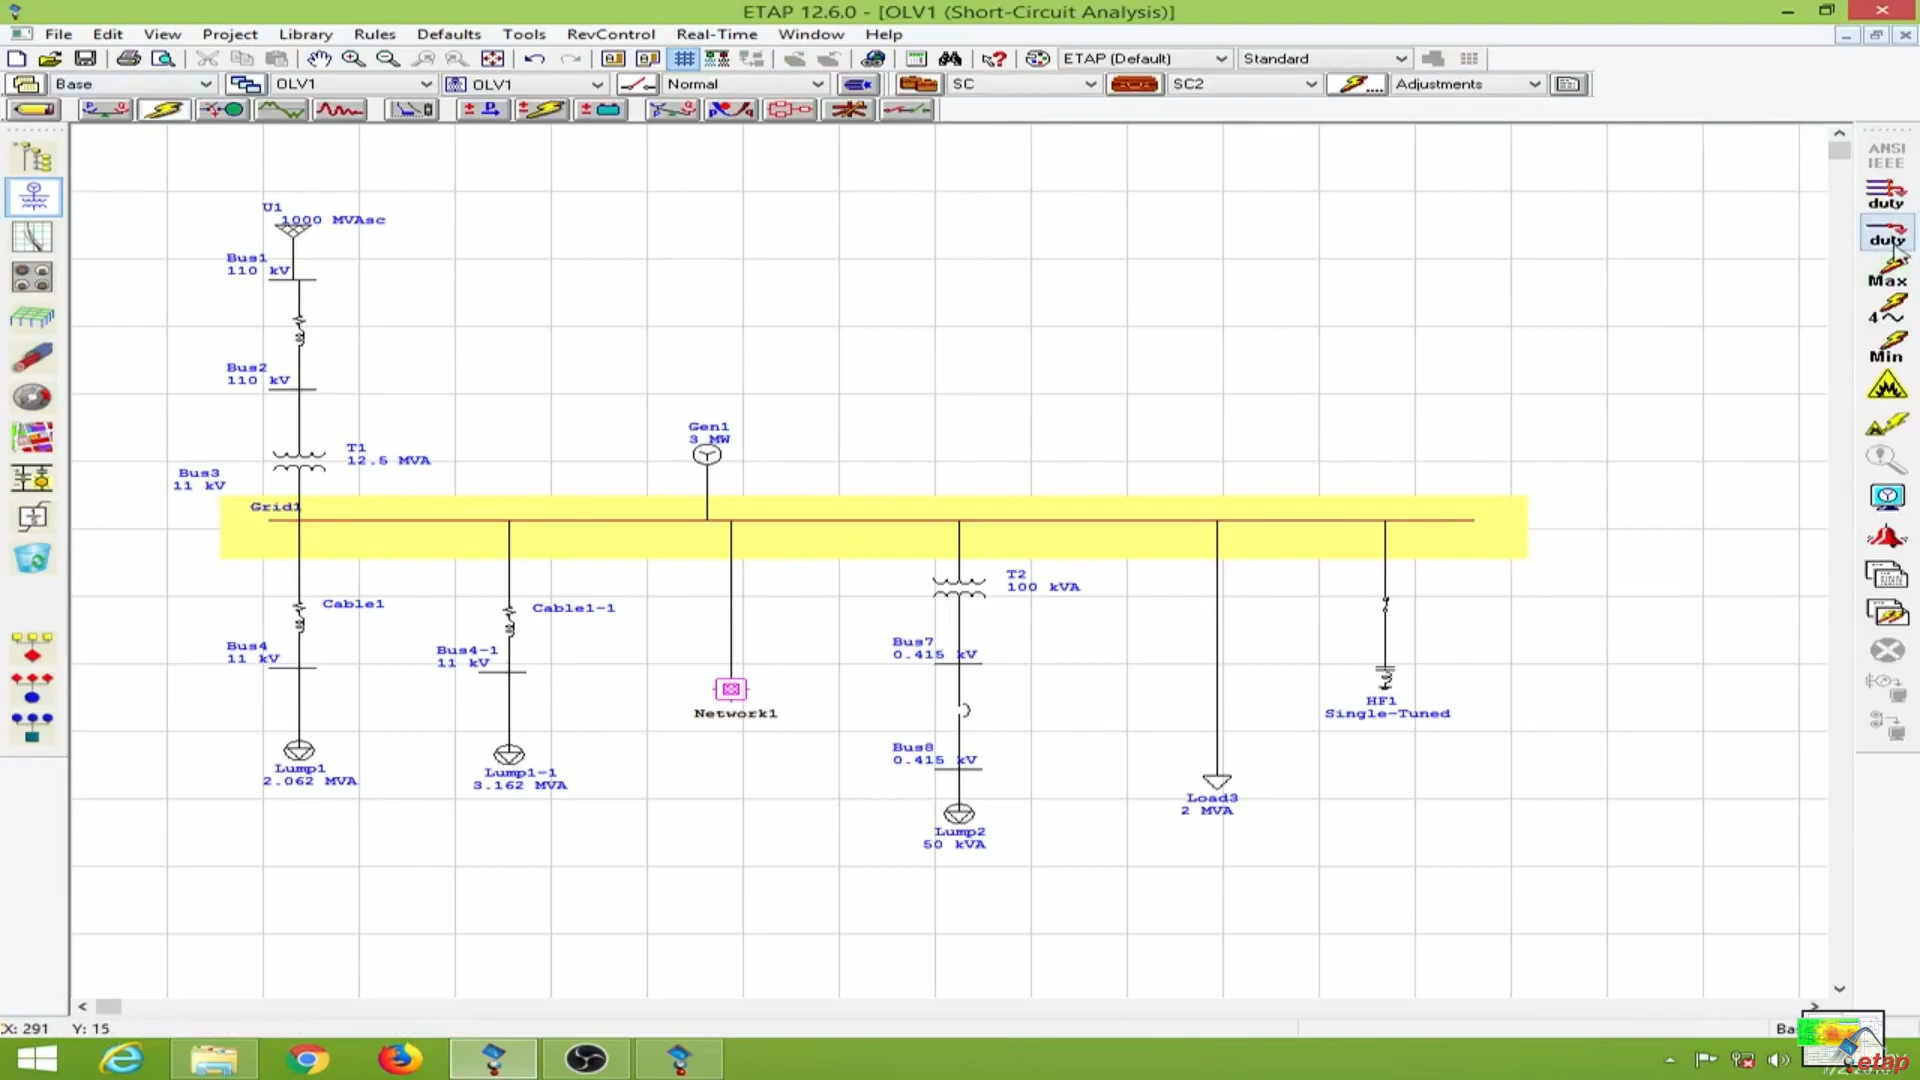 ETAP 12.6.0 - [OLV1 (Short-Circuit Analysis)]
File Edit View Project Library Rules Defaults Tools RevControl Real-Time Window Help
ETAP (Default) Standard
Base OLV1 OLV1 Normal SC SC2 Adjustments
ANSI
IEEE
duty
duty
Max
4
Min
U1
1000 MVAsc
Bus1
110 kV
Bus2
110 kV
T1
12.5 MVA
Bus3
11 kV
Gen1
3 MW
Grid1
T2
100 kVA
Cable1
Cable1-1
Bus4
11 kV
Bus4-1
11 kV
Bus7
0.415 kV
Network1
HF1
Single-Tuned
Bus8
0.415 kV
Lump1
2.062 MVA
Lump1-1
3.162 MVA
Load3
2 MVA
Lump2
50 kVA
X: 291 Y: 15
etap